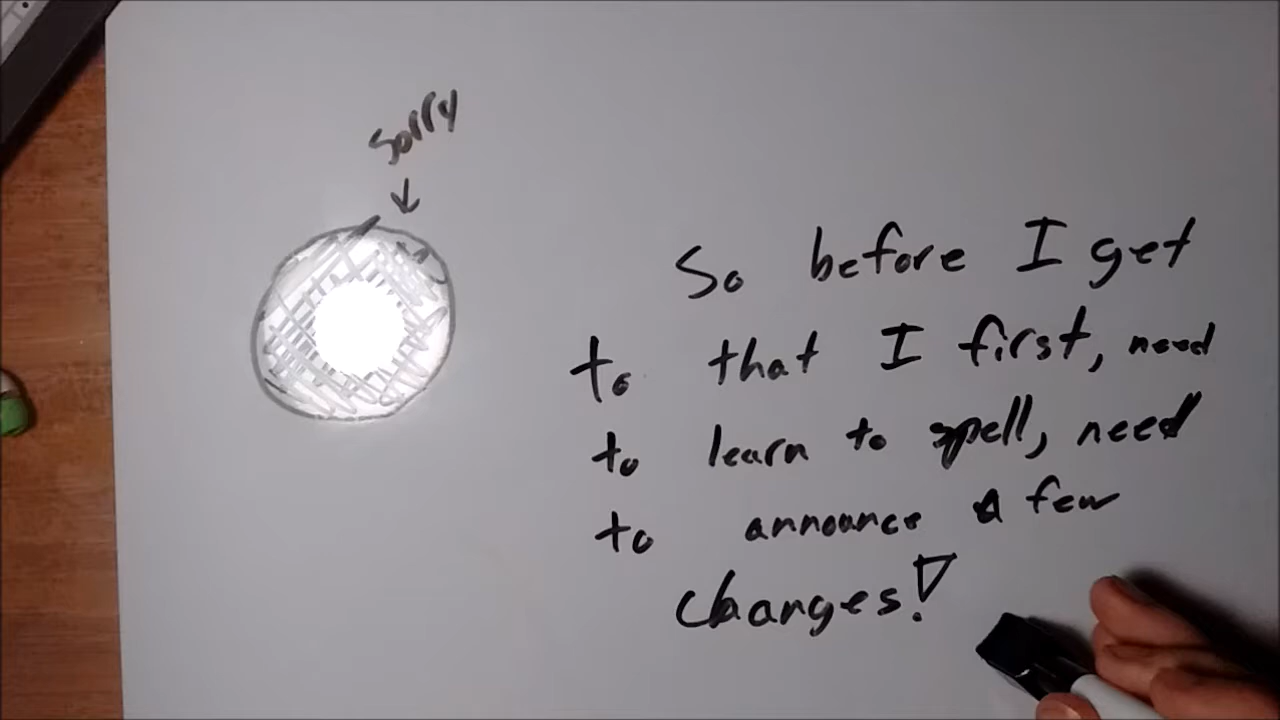 Sorry
So before I get
to that I first, need
to learn to spell, need
to announce a few
changes!